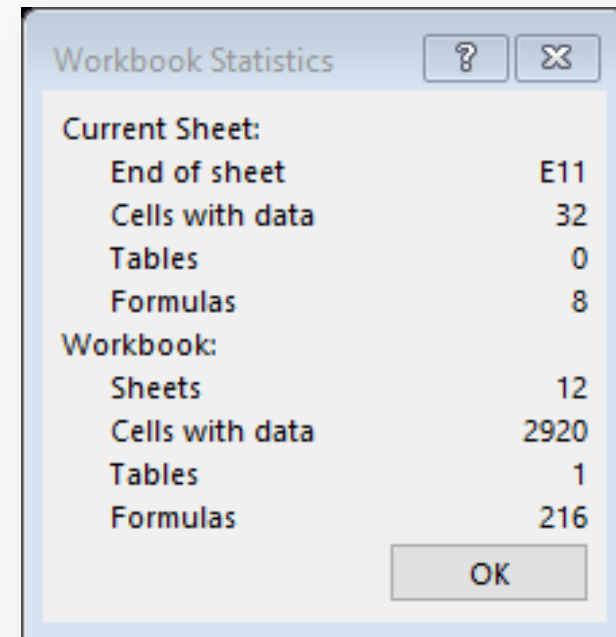 Workbook Statistics
Current Sheet:
End of sheet E11
Cells with data 32
Tables 0
Formulas 8
Workbook:
Sheets 12
Cells with data 2920
Tables 1
Formulas 216
OK